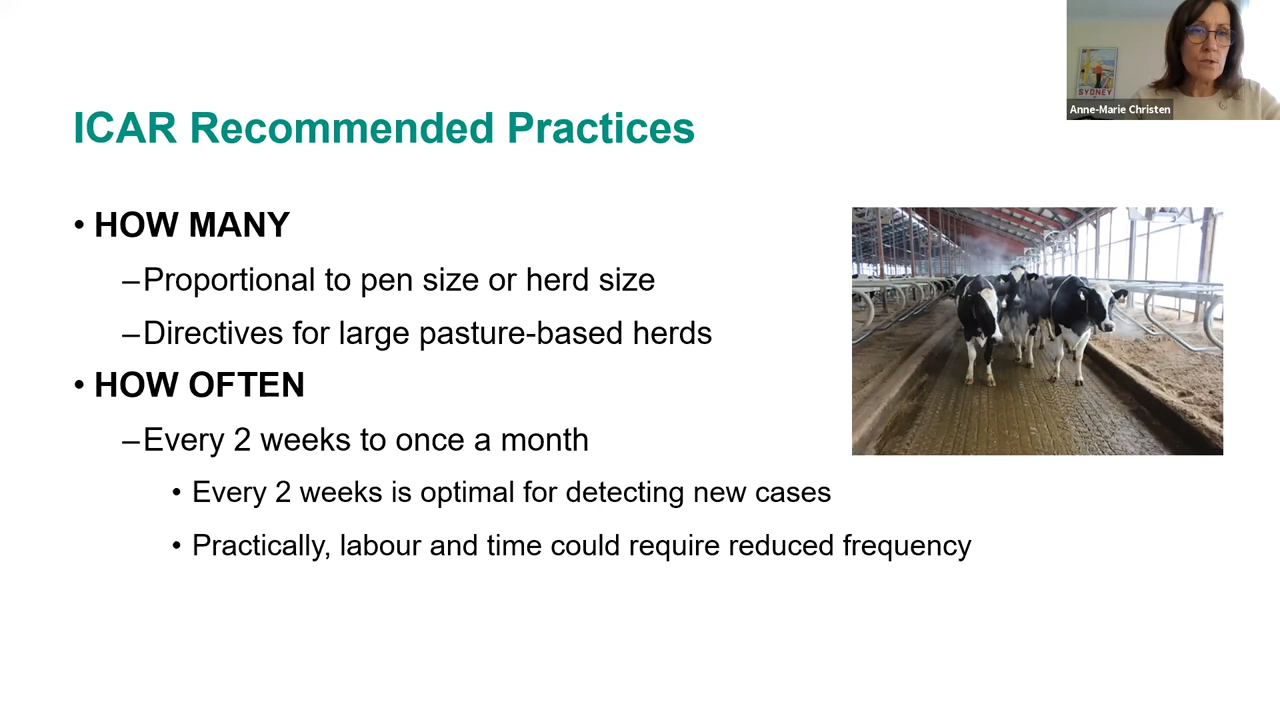 ICAR Recommended Practices
• HOW MANY
–Proportional to pen size or herd size
–Directives for large pasture-based herds
• HOW OFTEN
–Every 2 weeks to once a month
• Every 2 weeks is optimal for detecting new cases
• Practically, labour and time could require reduced frequency
SYDNEY
Anne-Marie Christen